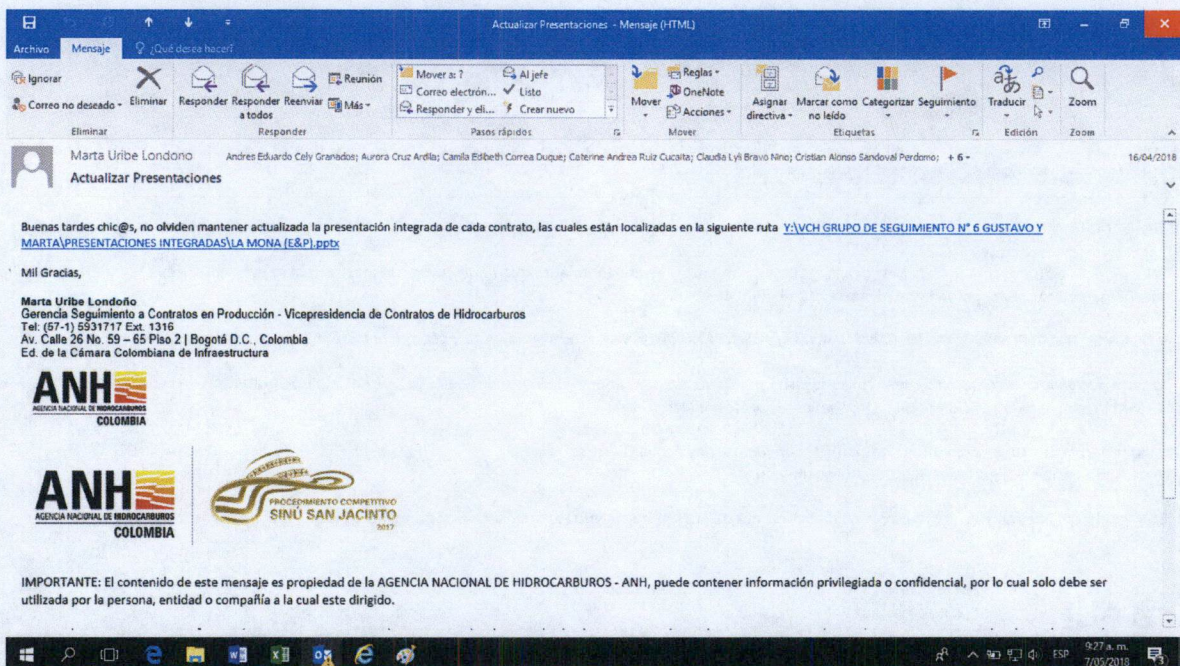 Actualizar Presentaciones - Mensaje (HTML)
Archivo Mensaje ¿Qué desea hacer?
Ignorar
Correo no deseado
Eliminar
Responder Responder a todos Reenviar
Reunión
Más
Mover a: ? Al jefe
Correo electrón... Listo
Responder y eli... Crear nuevo
Mover
Reglas
OneNote
Acciones
Asignar directiva
Marcar como no leído
Categorizar Seguimiento
Traducir
Zoom
Eliminar Responder Pasos rápidos Mover Etiquetas Edición Zoom
Marta Uribe Londono Andres Eduardo Cely Granados; Aurora Cruz Ardila; Camila Edibeth Correa Duque; Caterine Andrea Ruiz Cucaita; Claudia Lyli Bravo Nino; Cristian Alonso Sandoval Perdomo; + 6 16/04/2018
Actualizar Presentaciones
Buenas tardes chic@s, no olviden mantener actualizada la presentación integrada de cada contrato, las cuales están localizadas en la siguiente ruta Y:\VCH GRUPO DE SEGUIMIENTO N° 6 GUSTAVO Y
MARTA\PRESENTACIONES INTEGRADAS\LA MONA (E&P).pptx
Mil Gracias,
Marta Uribe Londoño
Gerencia Seguimiento a Contratos en Producción - Vicepresidencia de Contratos de Hidrocarburos
Tel: (57-1) 5931717 Ext. 1316
Av. Calle 26 No. 59 – 65 Piso 2 | Bogotá D.C., Colombia
Ed. de la Cámara Colombiana de Infraestructura
ANH
AGENCIA NACIONAL DE HIDROCARBUROS
COLOMBIA
ANH
AGENCIA NACIONAL DE HIDROCARBUROS
COLOMBIA
PROCEDIMIENTO COMPETITIVO
SINÚ SAN JACINTO
2017
IMPORTANTE: El contenido de este mensaje es propiedad de la AGENCIA NACIONAL DE HIDROCARBUROS - ANH, puede contener información privilegiada o confidencial, por lo cual solo debe ser
utilizada por la persona, entidad o compañía a la cual este dirigido.
ESP
9:27 a. m.
7/05/2018